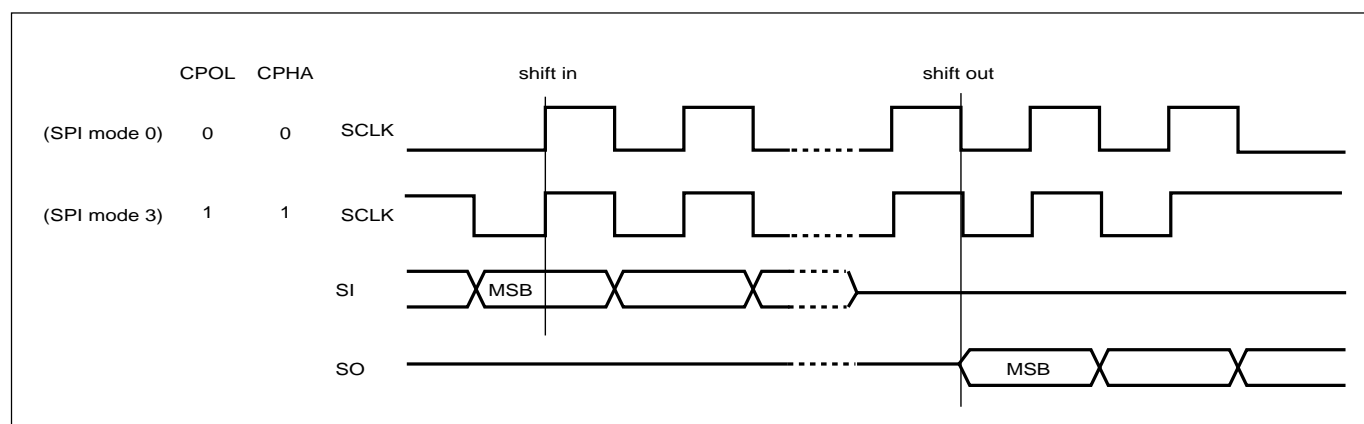 CPOL CPHA shift in shift out
(SPI mode 0) 0 0 SCLK
(SPI mode 3) 1 1 SCLK
SI MSB
SO MSB